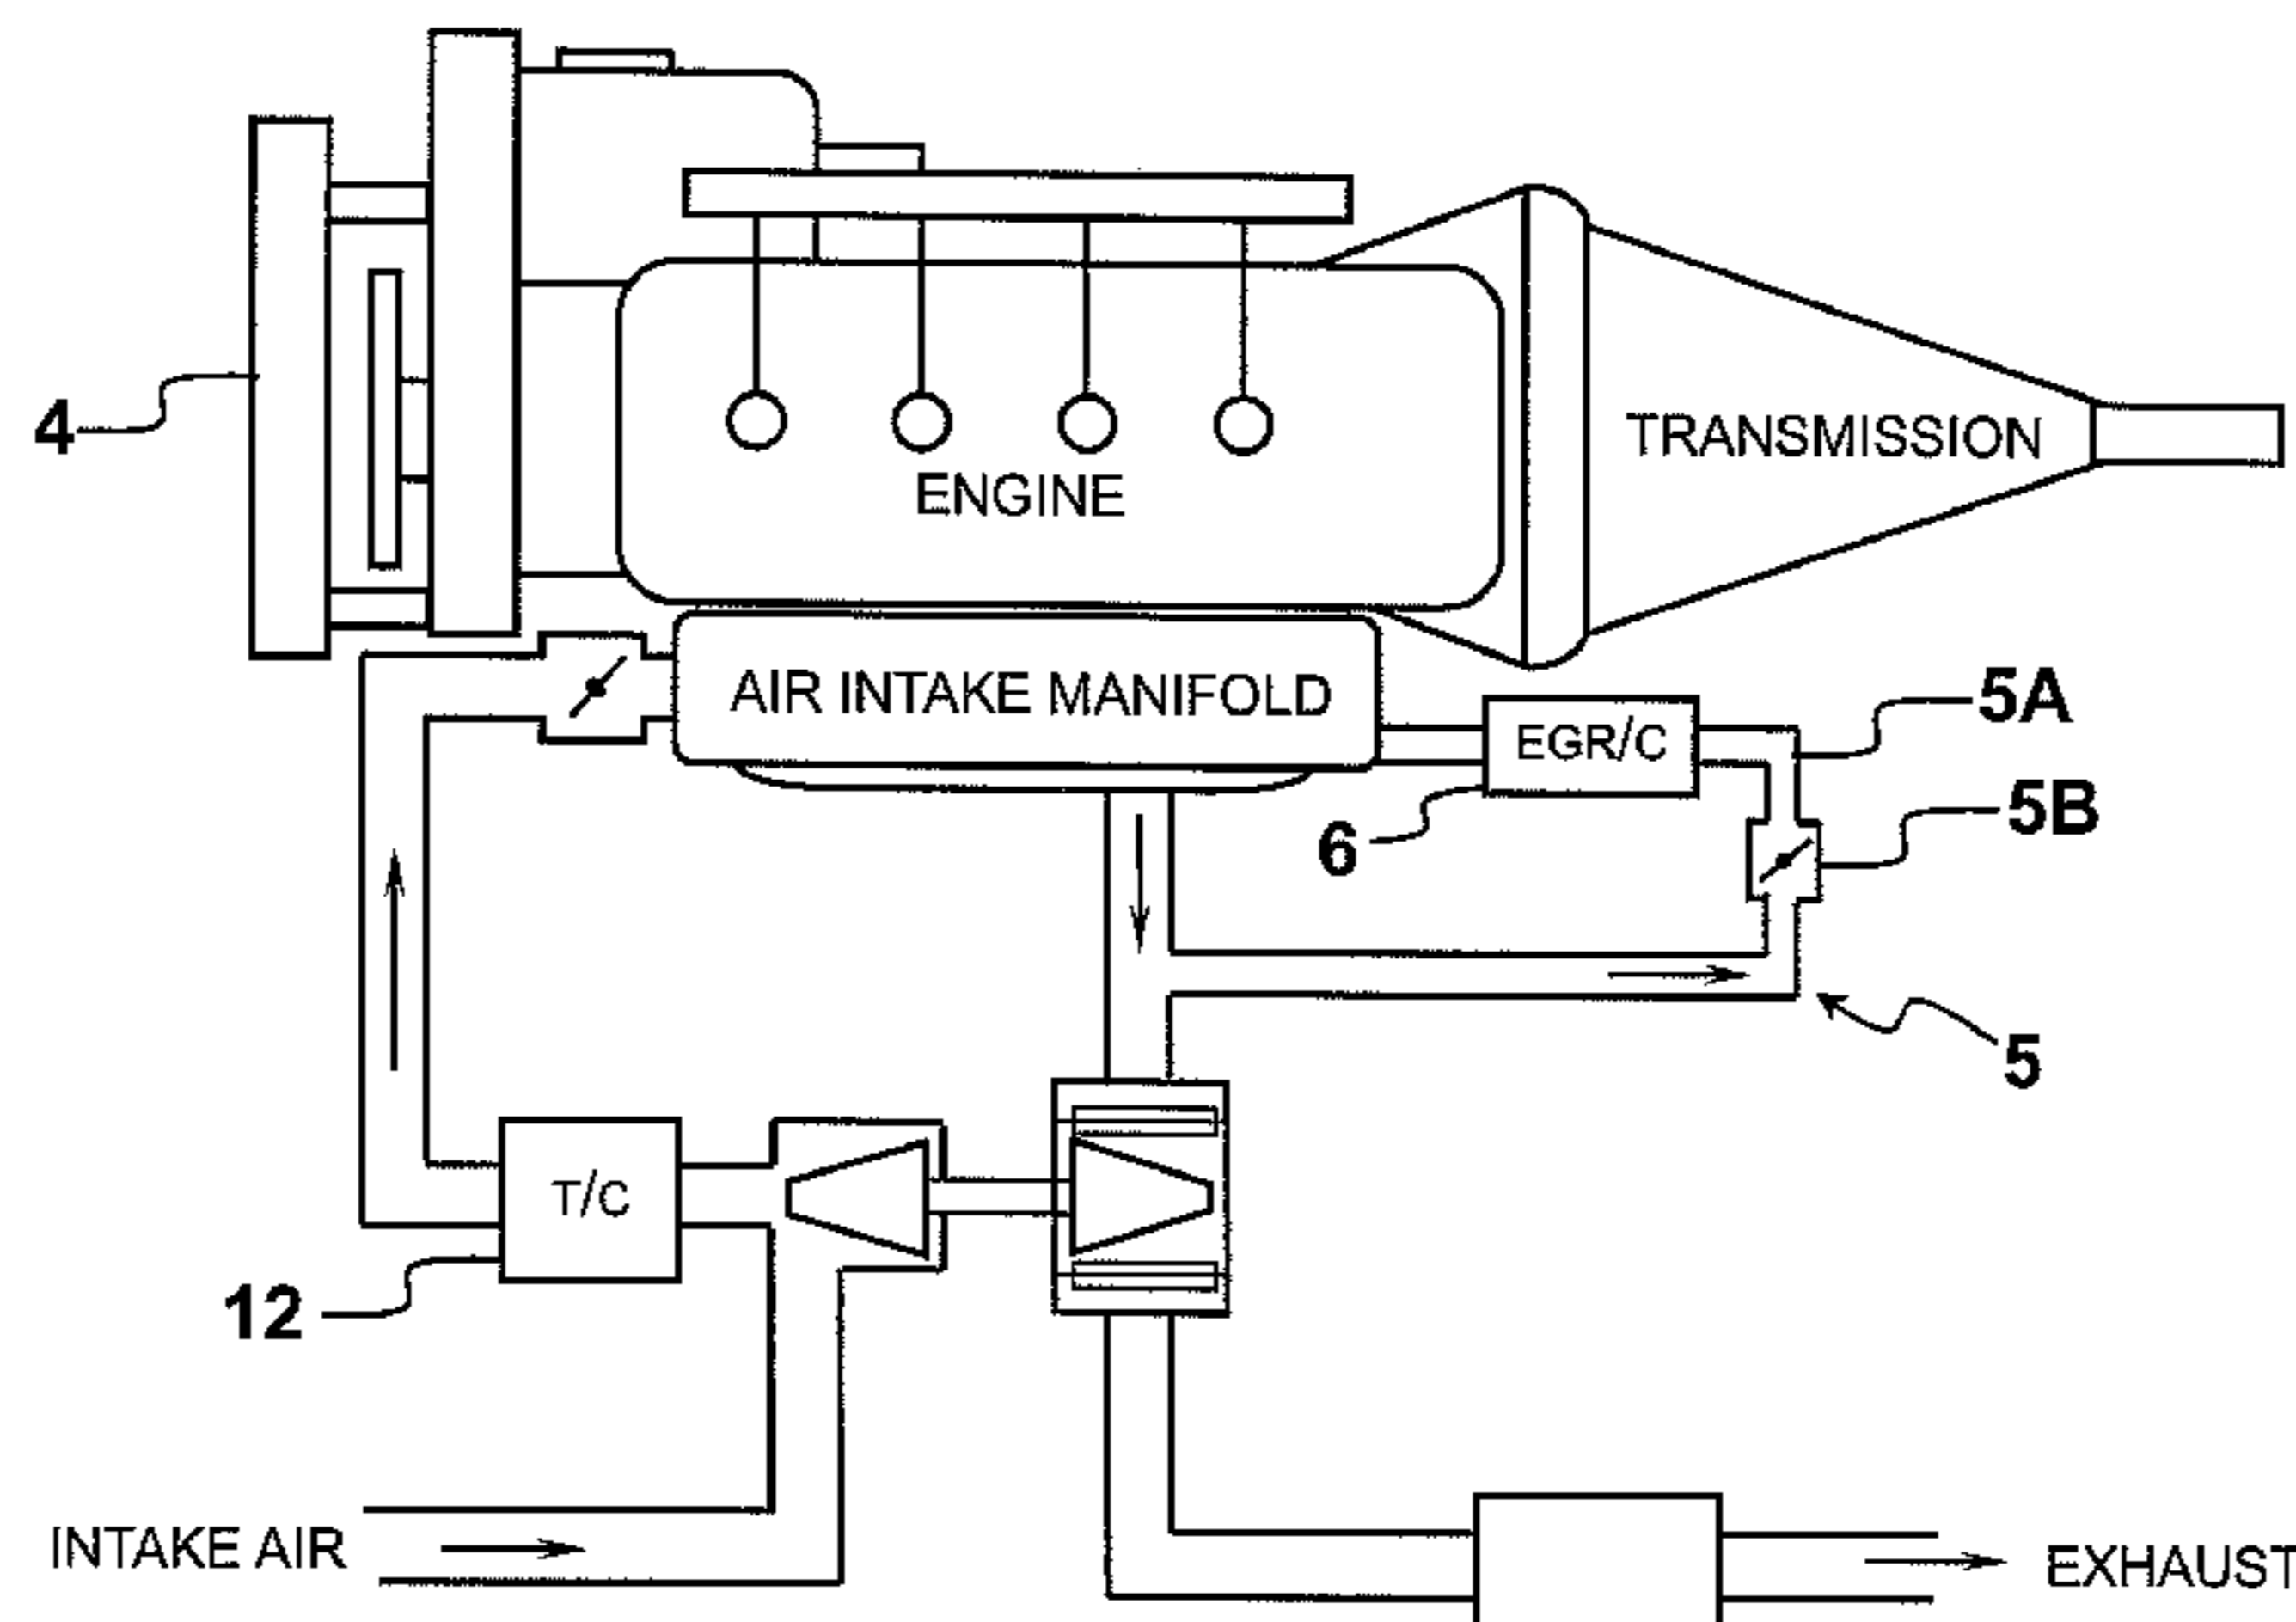 4
TRANSMISSION
ENGINE
AIR INTAKE MANIFOLD
5A
EGR/C
5B
6
5
T/C
12
INTAKE AIR
EXHAUST